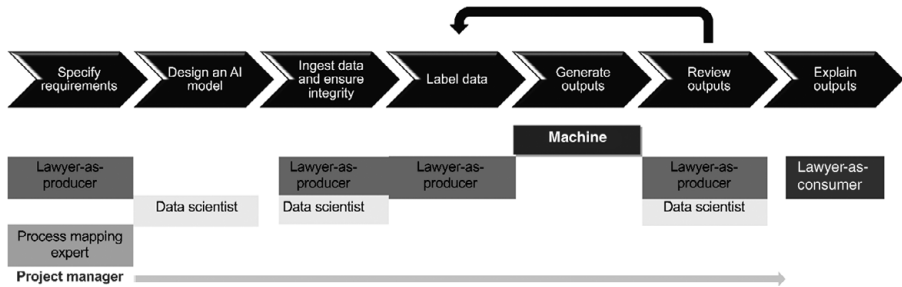 Specify
requirements
Design an AI
model
Ingest data
and ensure
integrity
Label data
Generate
outputs
Review
outputs
Explain
outputs
Machine
Lawyer-as-
producer
Lawyer-as-
producer
Lawyer-as-
producer
Lawyer-as-
producer
Lawyer-as-
consumer
Data scientist
Data scientist
Data scientist
Process mapping
expert
Project manager